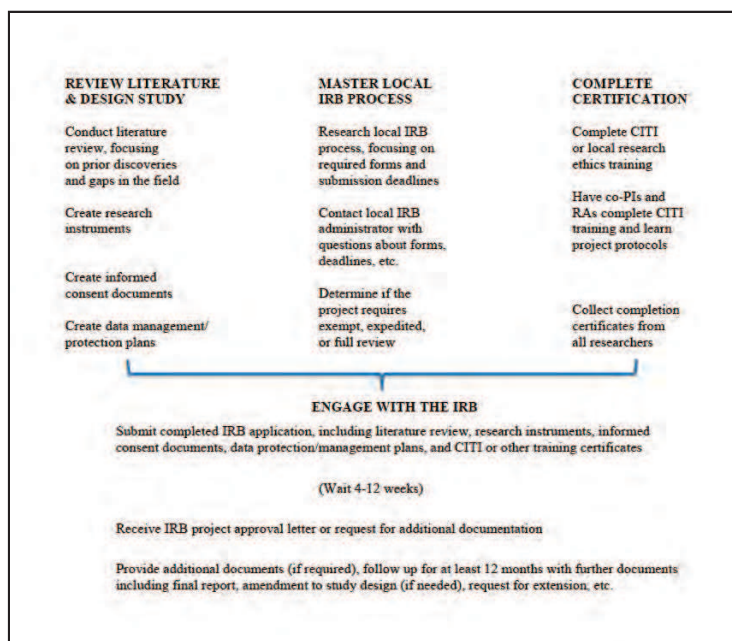 REVIEW LITERATURE
& DESIGN STUDY
Conduct literature
review, focusing
on prior discoveries
and gaps in the field
Create research
instruments
Create informed
consent documents
Create data management/
protection plans
MASTER LOCAL
IRB PROCESS
Research local IRB
process, focusing on
required forms and
submission deadlines
Contact local IRB
administrator with
questions about forms,
deadlines, etc.
Determine if the
project requires
exempt, expedited,
or full review
COMPLETE
CERTIFICATION
Complete CITI
or local research
ethics training
Have co-PIs and
RAs complete CITI
training and learn
project protocols
Collect completion
certificates from
all researchers
ENGAGE WITH THE IRB
Submit completed IRB application, including literature review, research instruments, informed
consent documents, data protection/management plans, and CITI or other training certificates
(Wait 4-12 weeks)
Receive IRB project approval letter or request for additional documentation
Provide additional documents (if required), follow up for at least 12 months with further documents
including final report, amendment to study design (if needed), request for extension, etc.